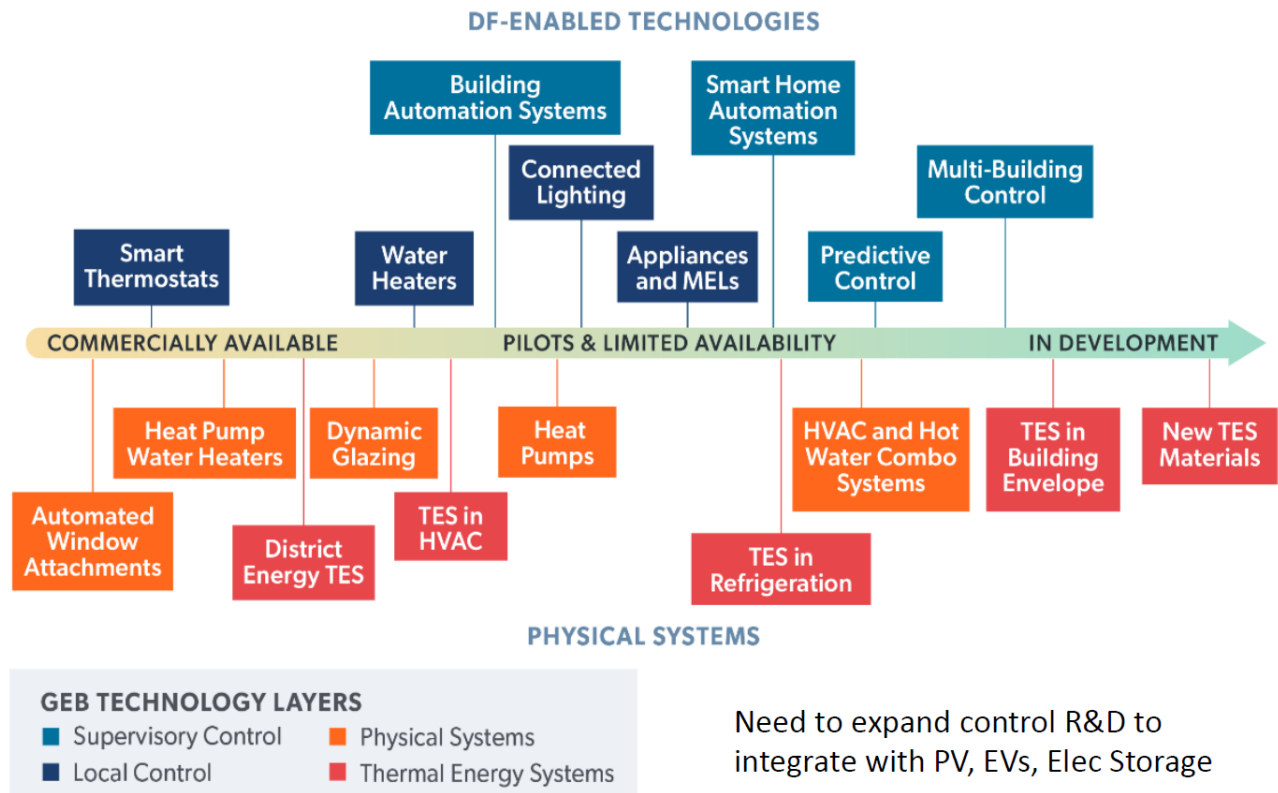 DF-ENABLED TECHNOLOGIES
Building
Automation Systems
Smart Home
Automation
Systems
Connected
Lighting
Multi-Building
Control
Smart
Thermostats
Water
Heaters
Appliances
and MELs
Predictive
Control
COMMERCIALLY AVAILABLE
PILOTS & LIMITED AVAILABILITY
IN DEVELOPMENT
Heat Pump
Water Heaters
Dynamic
Glazing
Heat
Pumps
HVAC and Hot
Water Combo
Systems
TES in
Building
Envelope
New TES
Materials
Automated
Window
Attachments
District
Energy TES
TES in
HVAC
TES in
Refrigeration
PHYSICAL SYSTEMS
GEB TECHNOLOGY LAYERS
Supervisory Control
Physical Systems
Local Control
Thermal Energy Systems
Need to expand control R&D to
integrate with PV, EVs, Elec Storage